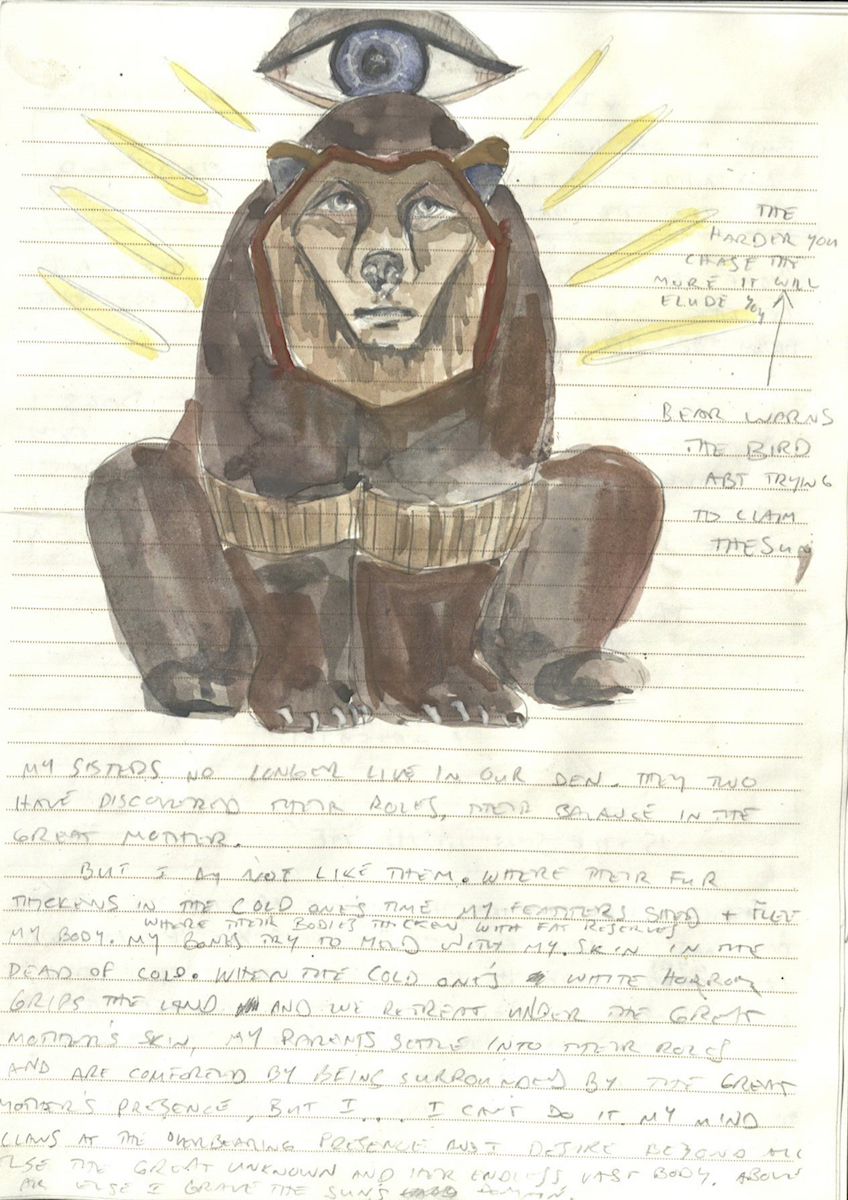 THE
HARDER YOU
CHASE THE
MORE IT WILL
ELUDE YOU
BEAR WARNS
THE BIRD
ABT TRYING
TO CLAIM
THE SUN
MY SISTERS NO LONGER LIVE IN OUR DEN. THEY TWO
HAVE DISCOVERED THEIR ROLES, THEIR BALANCE IN THE
GREAT MOTHER.
BUT I AM NOT LIKE THEM. WHERE THEIR FUR
THICKENS IN THE COLD ONE'S TIME MY FEATHERS SHED + FLEE
WHERE THEIR BODIES THICKEN WITH FAT RESERVES
MY BODY. MY BONES TRY TO MELD WITH MY SKIN IN THE
DEAD OF COLD. WHEN THE COLD ONE'S WHITE HORROR
GRIPS THE LAND AND WE RETREAT UNDER THE GREAT
MOTHER'S SKIN, MY PARENTS SETTLE INTO THEIR ROLES
AND ARE COMFORED BY BEING SURROUNDED BY THE GREAT
MOTHER'S PRESENCE, BUT I... I CAN'T DO IT. MY MIND
CLAWS AT THE OVERBEARING PRESENCE AND I DESIRE BEYOND ALL
ELSE THE GREAT UNKNOWN AND HER ENDLESS VAST BODY. ABOVE
ALL ELSE I CRAVE THE SUN'S DOMAIN.